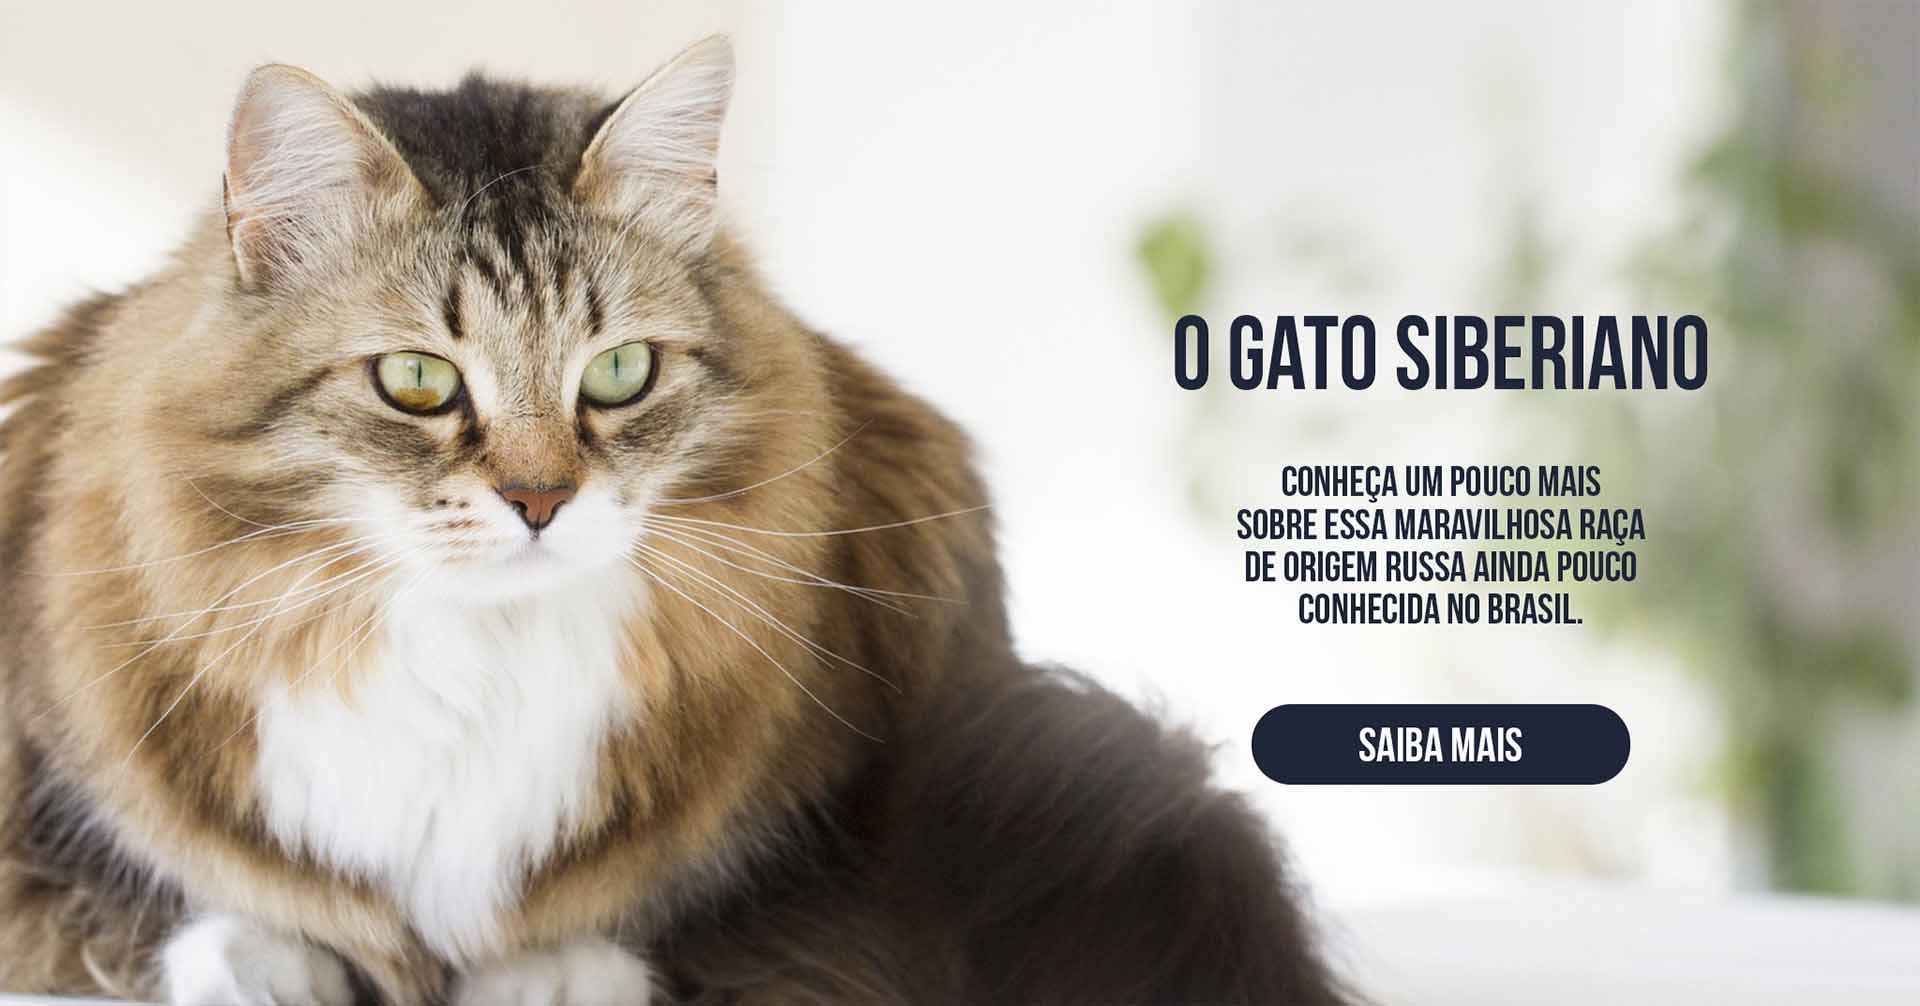 O GATO SIBERIANO
CONHEÇA UM POUCO MAIS
SOBRE ESSA MARAVILHOSA RAÇA
DE ORIGEM RUSSA AINDA POUCO
CONHECIDA NO BRASIL.
SAIBA MAIS